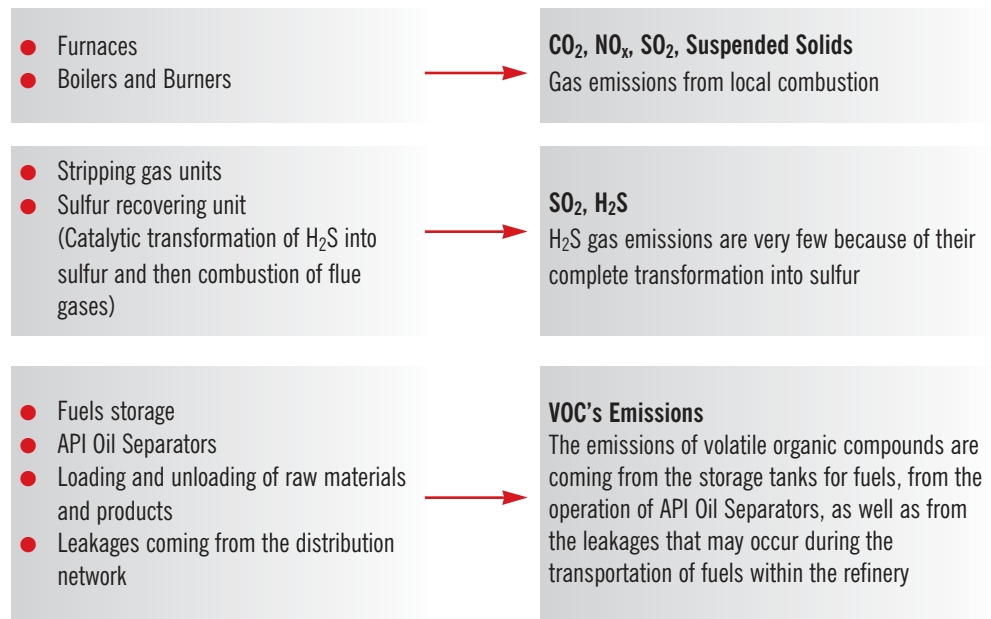 Furnaces
Boilers and Burners
CO₂, NOₓ, SO₂, Suspended Solids
Gas emissions from local combustion
Stripping gas units
Sulfur recovering unit
(Catalytic transformation of H₂S into
sulfur and then combustion of flue
gases)
SO₂, H₂S
H₂S gas emissions are very few because of their
complete transformation into sulfur
Fuels storage
API Oil Separators
Loading and unloading of raw materials
and products
Leakages coming from the distribution
network
VOC's Emissions
The emissions of volatile organic compounds are
coming from the storage tanks for fuels, from the
operation of API Oil Separators, as well as from
the leakages that may occur during the
transportation of fuels within the refinery